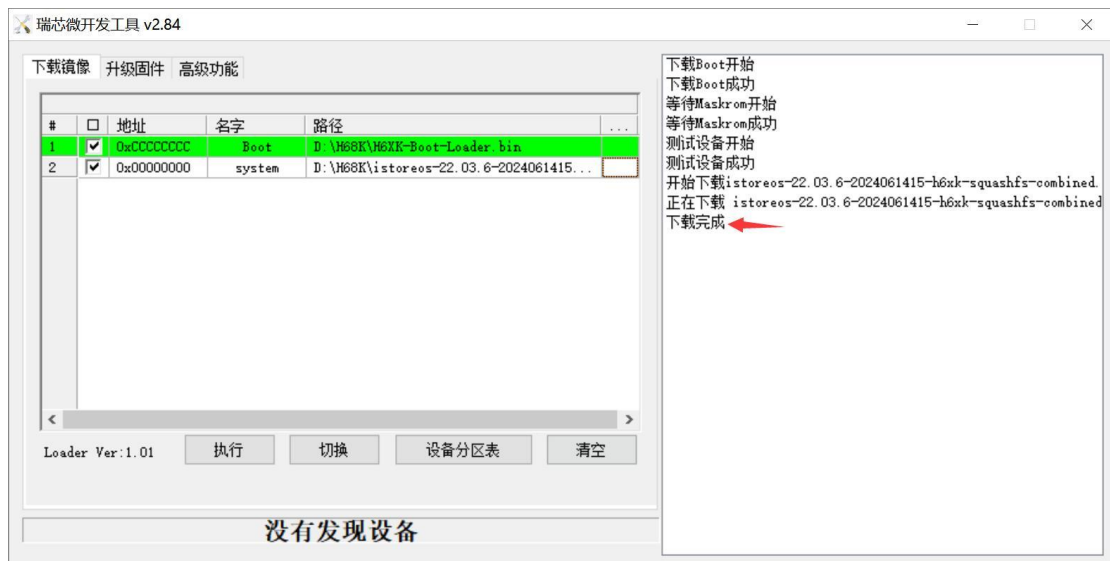 瑞芯微开发工具 v2.84
下载镜像 升级固件 高级功能
# 地址 名字 路径 ...
1 0xCCCCCCCC Boot D:\H68K\H6XK-Boot-Loader.bin
2 0x00000000 system D:\H68K\istoreos-22.03.6-2024061415...
Loader Ver:1.01 执行 切换 设备分区表 清空
没有发现设备
下载Boot开始
下载Boot成功
等待Maskrom开始
等待Maskrom成功
测试设备开始
测试设备成功
开始下载istoreos-22.03.6-2024061415-h6xk-squashfs-combined.
正在下载 istoreos-22.03.6-2024061415-h6xk-squashfs-combined
下载完成